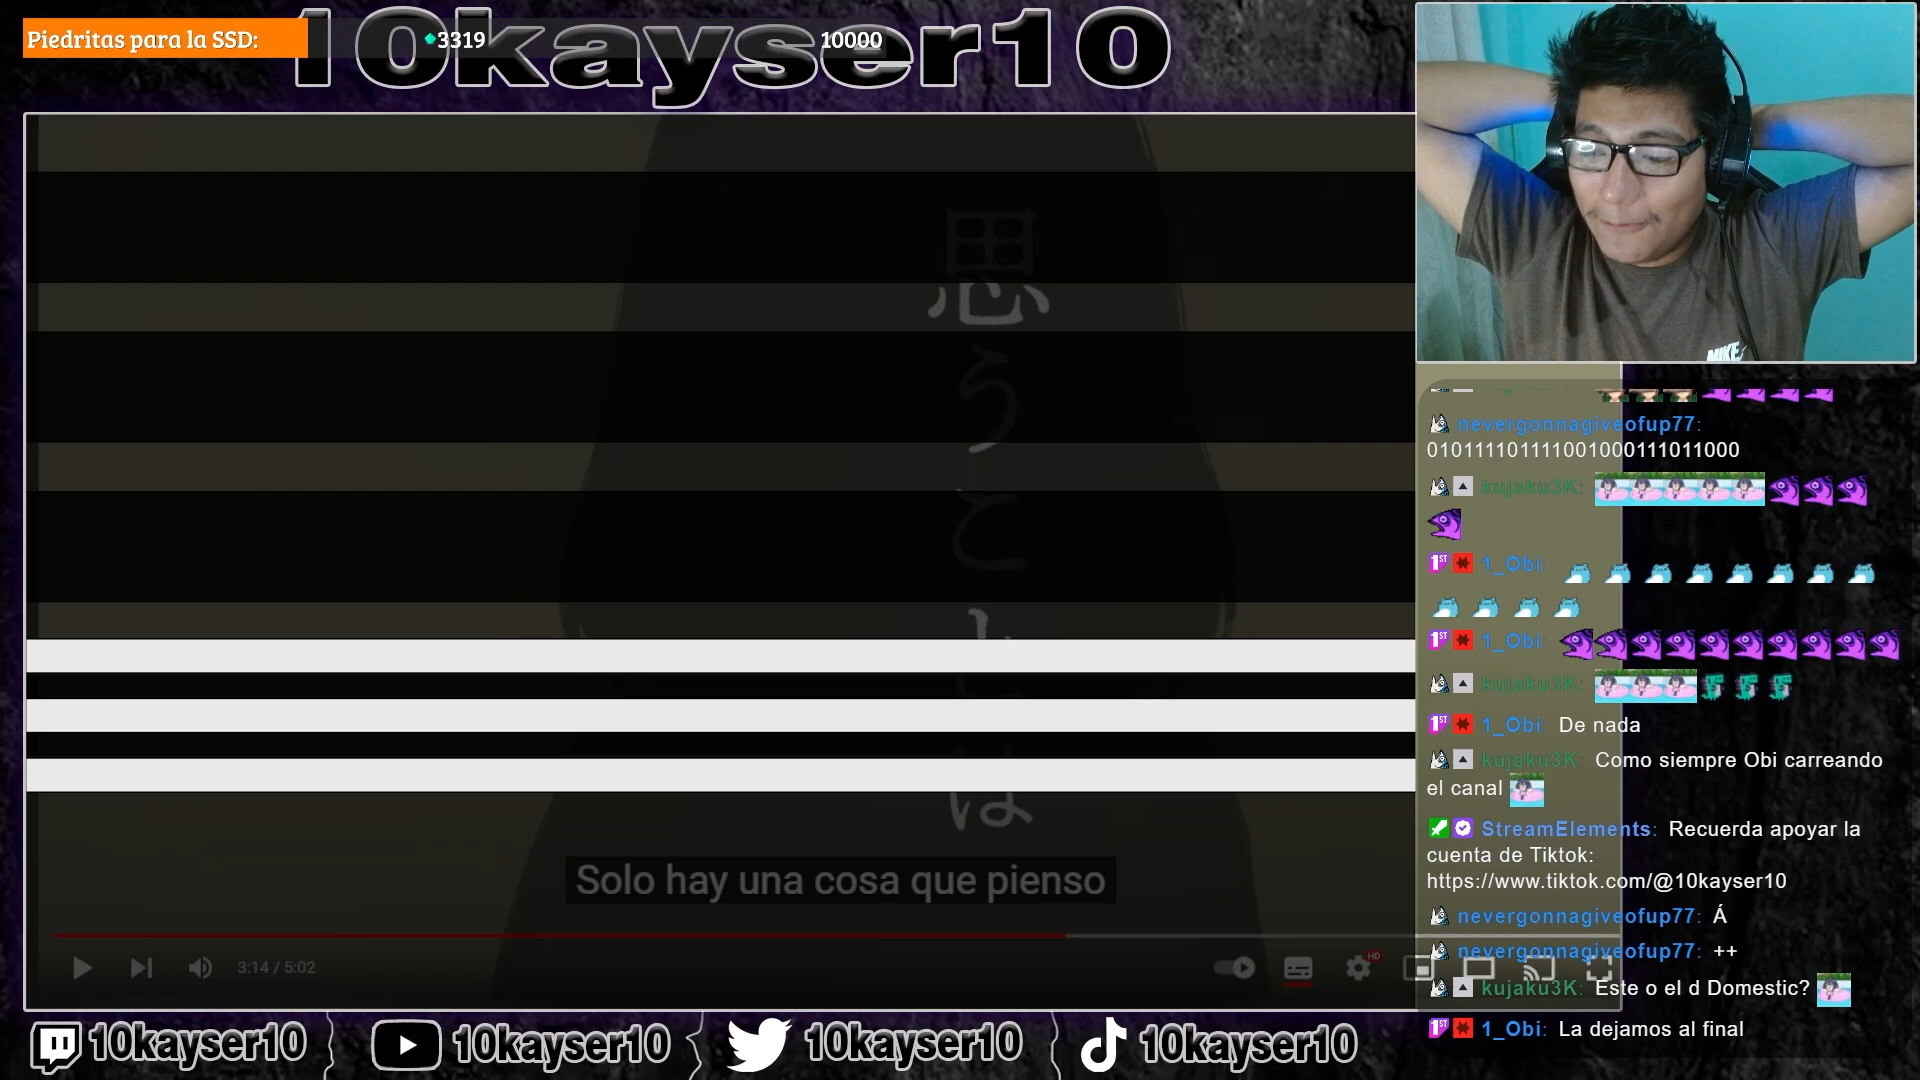 Piedritas para la SSD:
3319
10000
10kayser10
思うことは
NIKE
nevergonnagiveofup77:
010111101111001000111011000
kujaku3K:
1_Obi:
1_Obi:
kujaku3K:
1_Obi: De nada
kujaku3K: Como siempre Obi carreando
el canal
StreamElements: Recuerda apoyar la
cuenta de Tiktok:
https://www.tiktok.com/@10kayser10
nevergonnagiveofup77: Á
nevergonnagiveofup77: ++
kujaku3K: Este o el d Domestic?
1_Obi: La dejamos al final
Solo hay una cosa que pienso
3:14 / 5:02
HD
10kayser10
10kayser10
10kayser10
10kayser10